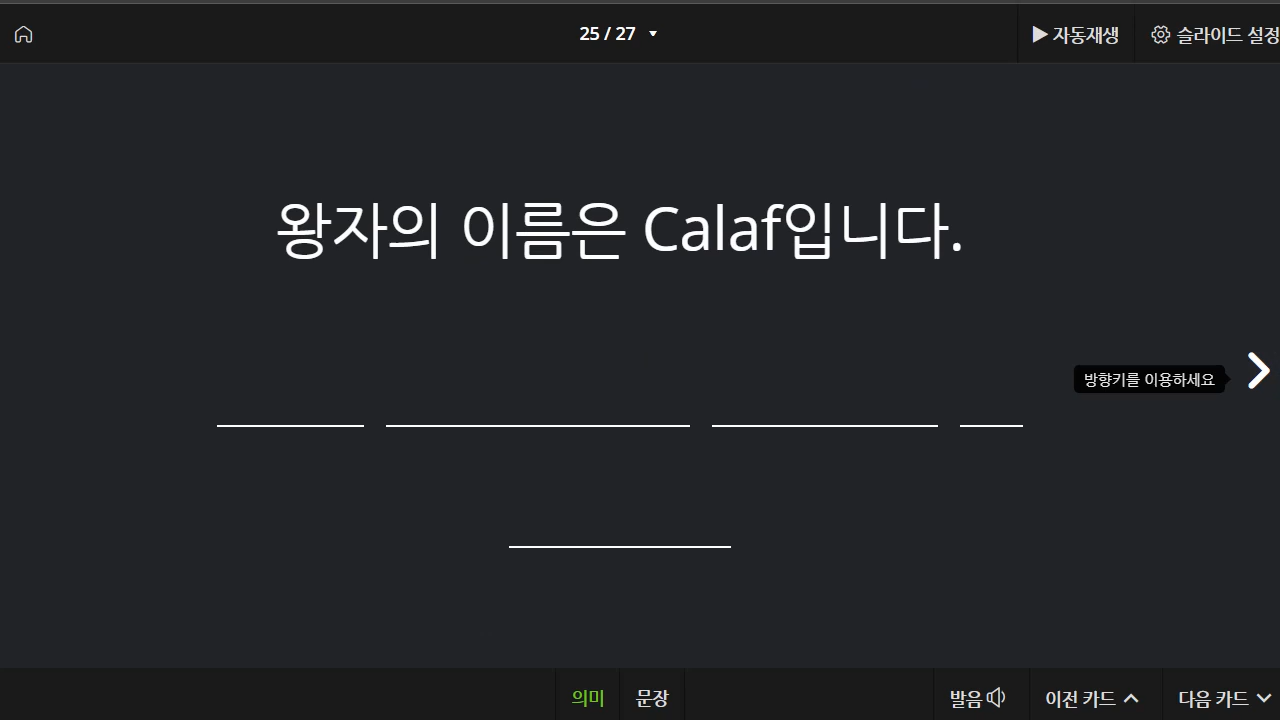 25 / 27
자동재생
슬라이드 설정
왕자의 이름은 Calaf입니다.
방향키를 이용하세요
의미
문장
발음
이전 카드
다음 카드